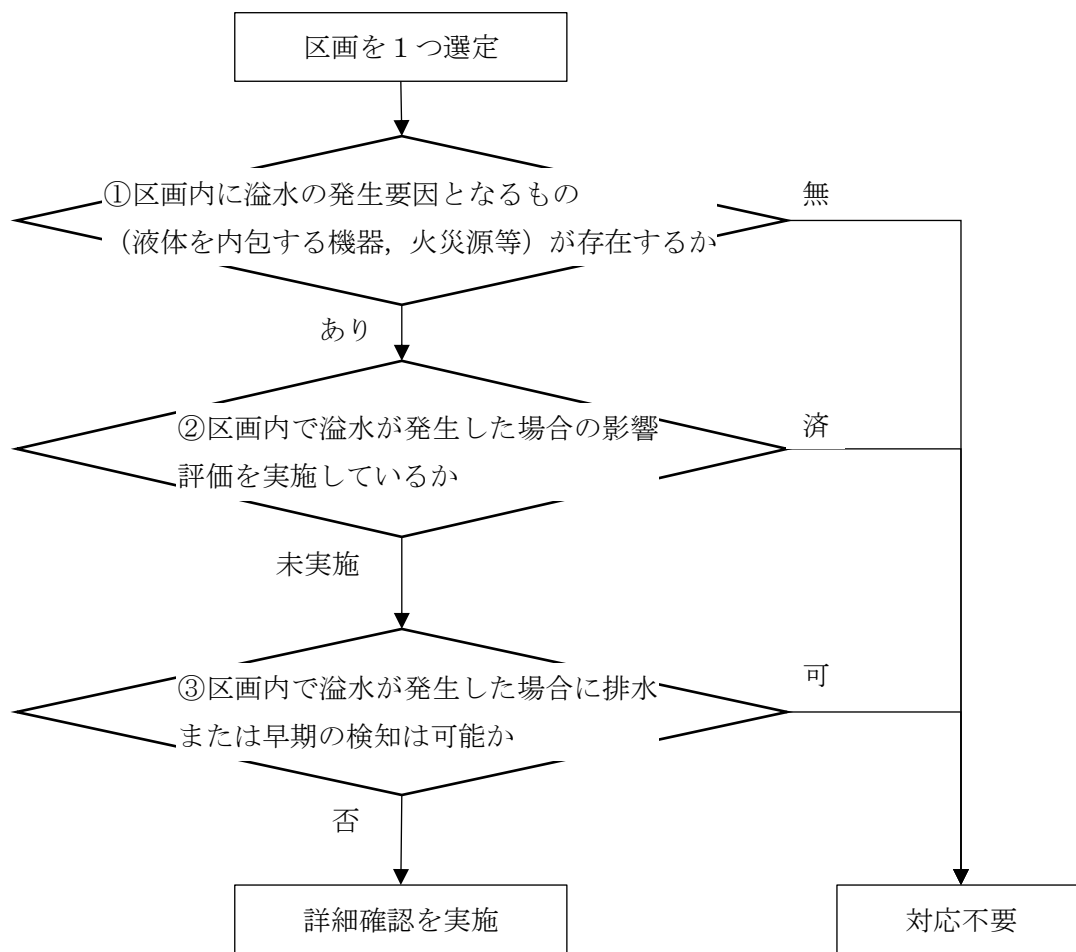 区画を１つ選定
①区画内に溢水の発生要因となるもの
（液体を内包する機器，火災源等）が存在するか
無
あり
②区画内で溢水が発生した場合の影響
評価を実施しているか
済
未実施
③区画内で溢水が発生した場合に排水
または早期の検知は可能か
可
否
詳細確認を実施
対応不要